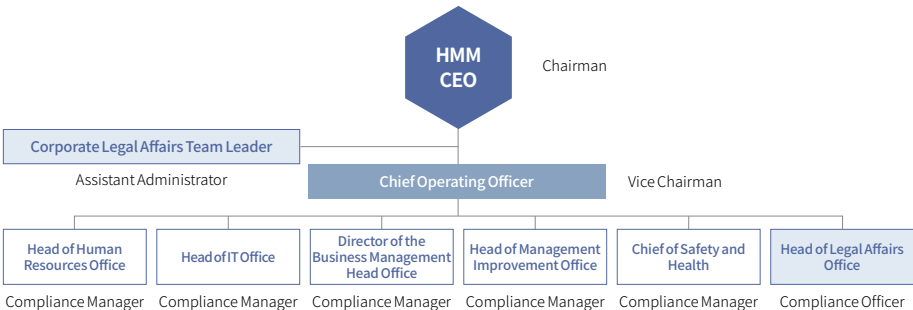 HMM
CEO
Chairman
Corporate Legal Affairs Team Leader
Assistant Administrator
Chief Operating Officer
Vice Chairman
Head of Human
Resources Office
Compliance Manager
Head of IT Office
Compliance Manager
Director of the
Business Management
Head Office
Compliance Manager
Head of Management
Improvement Office
Compliance Manager
Chief of Safety and
Health
Compliance Manager
Head of Legal Affairs
Office
Compliance Officer